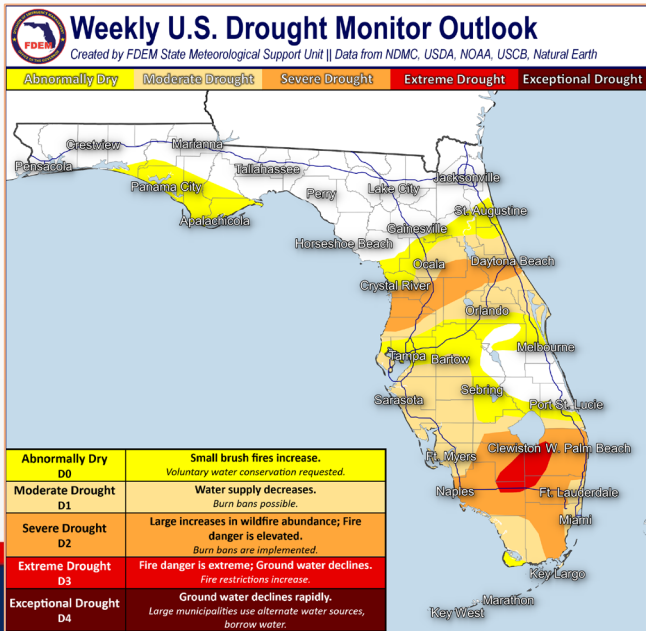 FDEM
Weekly U.S. Drought Monitor Outlook
Created by FDEM State Meteorological Support Unit || Data from NDMC, USDA, NOAA, USCB, Natural Earth
Abnormally Dry Moderate Drought Severe Drought Extreme Drought Exceptional Drought
Crestview
Marianna
Pensacola
Tallahassee
Jacksonville
Panama City
Perry
Lake City
Apalachicola
St. Augustine
Gainesville
Horseshoe Beach
Ocala
Daytona Beach
Crystal River
Orlando
Melbourne
Tampa
Bartow
Sebring
Sarasota
Port St. Lucie
Clewiston
W. Palm Beach
Ft. Myers
Naples
Ft. Lauderdale
Miami
Key Largo
Marathon
Key West
Abnormally Dry
D0
Small brush fires increase.
Voluntary water conservation requested.
Moderate Drought
D1
Water supply decreases.
Burn bans possible.
Severe Drought
D2
Large increases in wildfire abundance; Fire
danger is elevated.
Burn bans are implemented.
Extreme Drought
D3
Fire danger is extreme; Ground water declines.
Fire restrictions increase.
Exceptional Drought
D4
Ground water declines rapidly.
Large municipalities use alternate water sources,
borrow water.